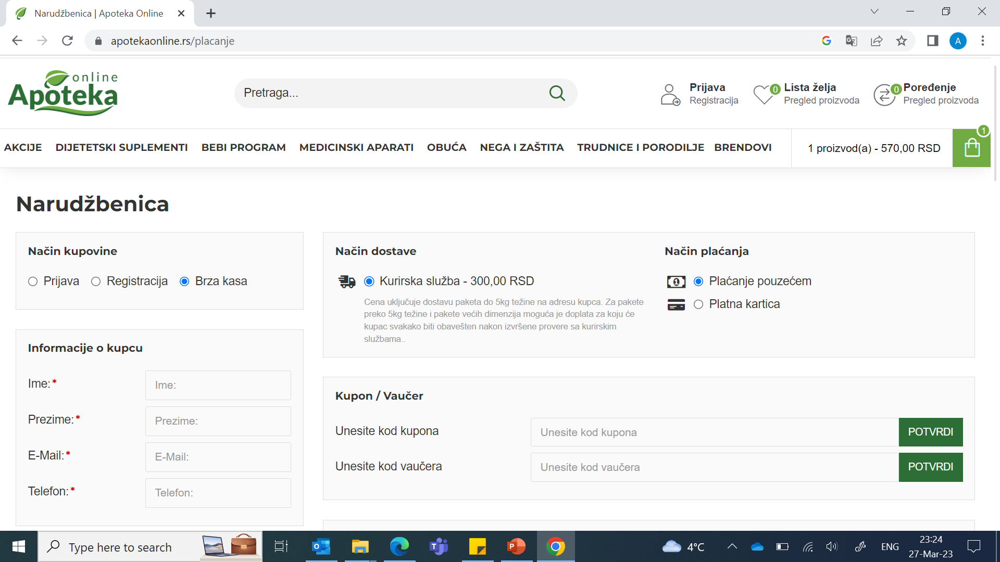 Narudžbenica | Apoteka Online
apotekaonline.rs/placanje
A
online
Apoteka
Pretraga...
Prijava
Registracija
0
Lista želja
Pregled proizvoda
0
Poređenje
Pregled proizvoda
AKCIJE DIJETETSKI SUPLEMENTI BEBI PROGRAM MEDICINSKI APARATI OBUĆA NEGA I ZAŠTITA TRUDNICE I PORODILJE BRENDOVI
1 proizvod(a) - 570,00 RSD
1
Narudžbenica
Način kupovine
Prijava Registracija Brza kasa
Informacije o kupcu
Ime:* Ime:
Prezime:* Prezime:
E-Mail:* E-Mail:
Telefon:* Telefon:
Način dostave
Kurirska služba - 300,00 RSD
Cena uključuje dostavu paketa do 5kg težine na adresu kupca. Za pakete
preko 5kg težine i pakete većih dimenzija moguća je doplata za koju će
kupac svakako biti obavešten nakon izvršene provere sa kurirskim
službama..
Način plaćanja
Plaćanje pouzećem
Platna kartica
Kupon / Vaučer
Unesite kod kupona Unesite kod kupona POTVRDI
Unesite kod vaučera Unesite kod vaučera POTVRDI
Type here to search
4°C
ENG
23:24
27-Mar-23